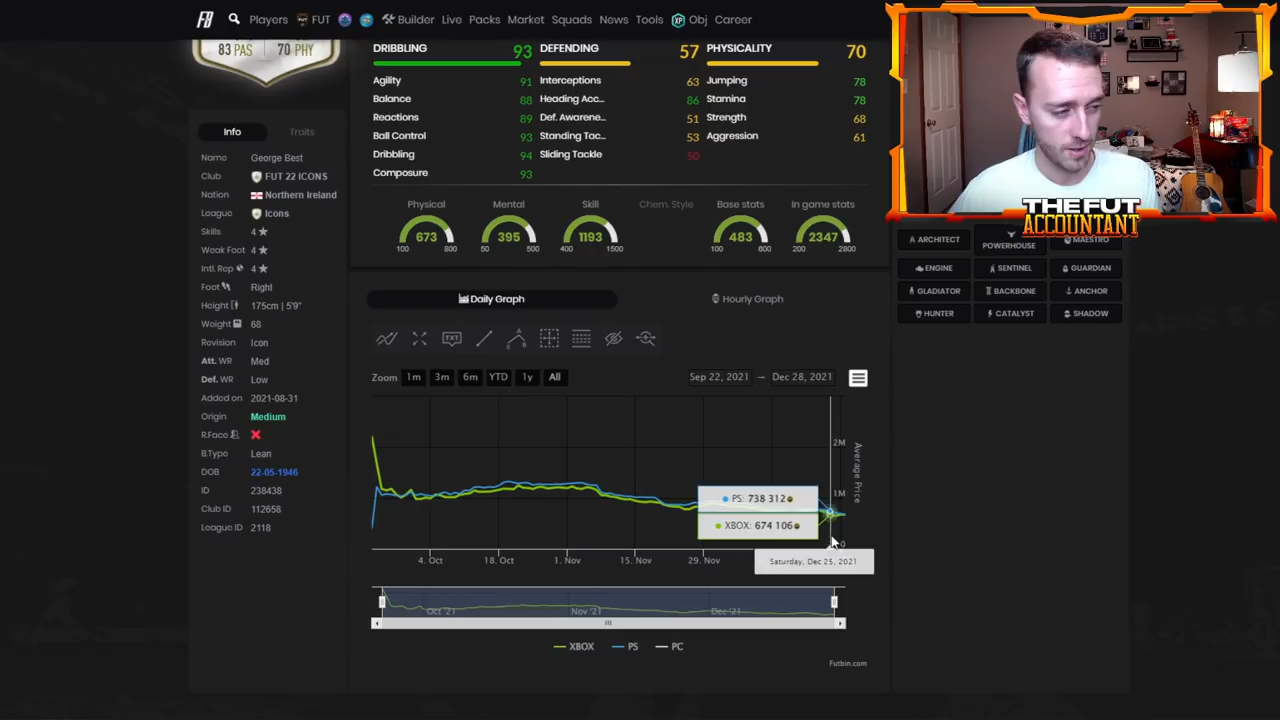 FB Players FUT Builder Live Packs Market Squads News Tools XP Obj Career
83 PAS 70 PHY
DRIBBLING 93 DEFENDING 57 PHYSICALITY 70
Agility 91 Interceptions 63 Jumping 78
Balance 88 Heading Acc... 86 Stamina 78
Reactions 89 Def. Awarene... 51 Strength 68
Ball Control 93 Standing Tac... 53 Aggression 61
Dribbling 94 Sliding Tackle 50
Composure 93
Info Traits
Name George Best
Club FUT 22 ICONS
Nation Northern Ireland
League Icons
Skills 4
Weak Foot 4
Intl. Rep 4
Foot Right
Height 175cm | 5'9"
Weight 68
Revision Icon
Att. WR Med
Def. WR Low
Added on 2021-08-31
Origin Medium
R.Face
B.Type Lean
DOB 22-05-1946
ID 238438
Club ID 112658
League ID 2118
Physical Mental Skill Chem. Style Base stats In game stats
673 395 1193 483 2347
100 800 50 500 400 1500 100 600 1000 2800
THE FUT
ACCOUNTANT
ARCHITECT POWERHOUSE MAESTRO
ENGINE SENTINEL GUARDIAN
GLADIATOR BACKBONE ANCHOR
HUNTER CATALYST SHADOW
Daily Graph Hourly Graph
TXT
Zoom 1m 3m 6m YTD 1y All Sep 22, 2021 → Dec 28, 2021
2M
1M
0
Average Price
PS: 738 312
XBOX: 674 106
4. Oct 18. Oct 1. Nov 15. Nov 29. Nov
Saturday, Dec 25, 2021
Oct '21 Nov '21 Dec '21
XBOX PS PC
Futbin.com